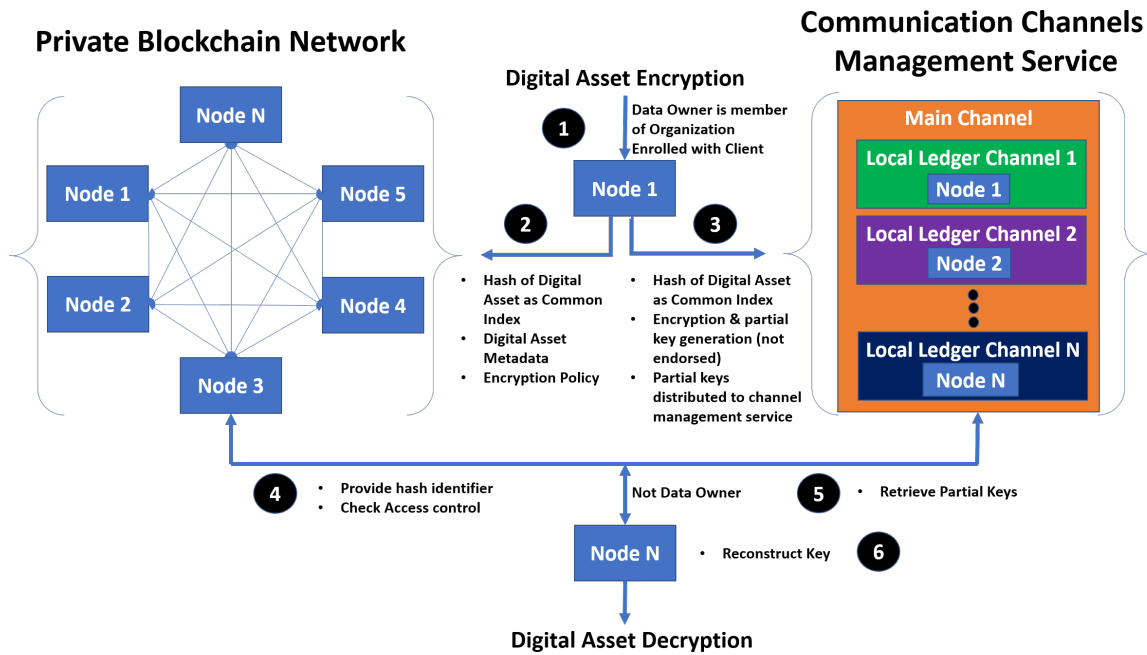 Private Blockchain Network
Node N
Node 1
Node 5
Node 2
Node 4
Node 3
Digital Asset Encryption
1
Data Owner is member
of Organization
Enrolled with Client
Node 1
2
3
• Hash of Digital
Asset as Common
Index
• Digital Asset
Metadata
• Encryption Policy
• Hash of Digital Asset
as Common Index
• Encryption & partial
key generation (not
endorsed)
• Partial keys
distributed to channel
management service
Communication Channels
Management Service
Main Channel
Local Ledger Channel 1
Node 1
Local Ledger Channel 2
Node 2
Local Ledger Channel N
Node N
4
• Provide hash identifier
• Check Access control
Not Data Owner
5
• Retrieve Partial Keys
Node N
• Reconstruct Key
6
Digital Asset Decryption